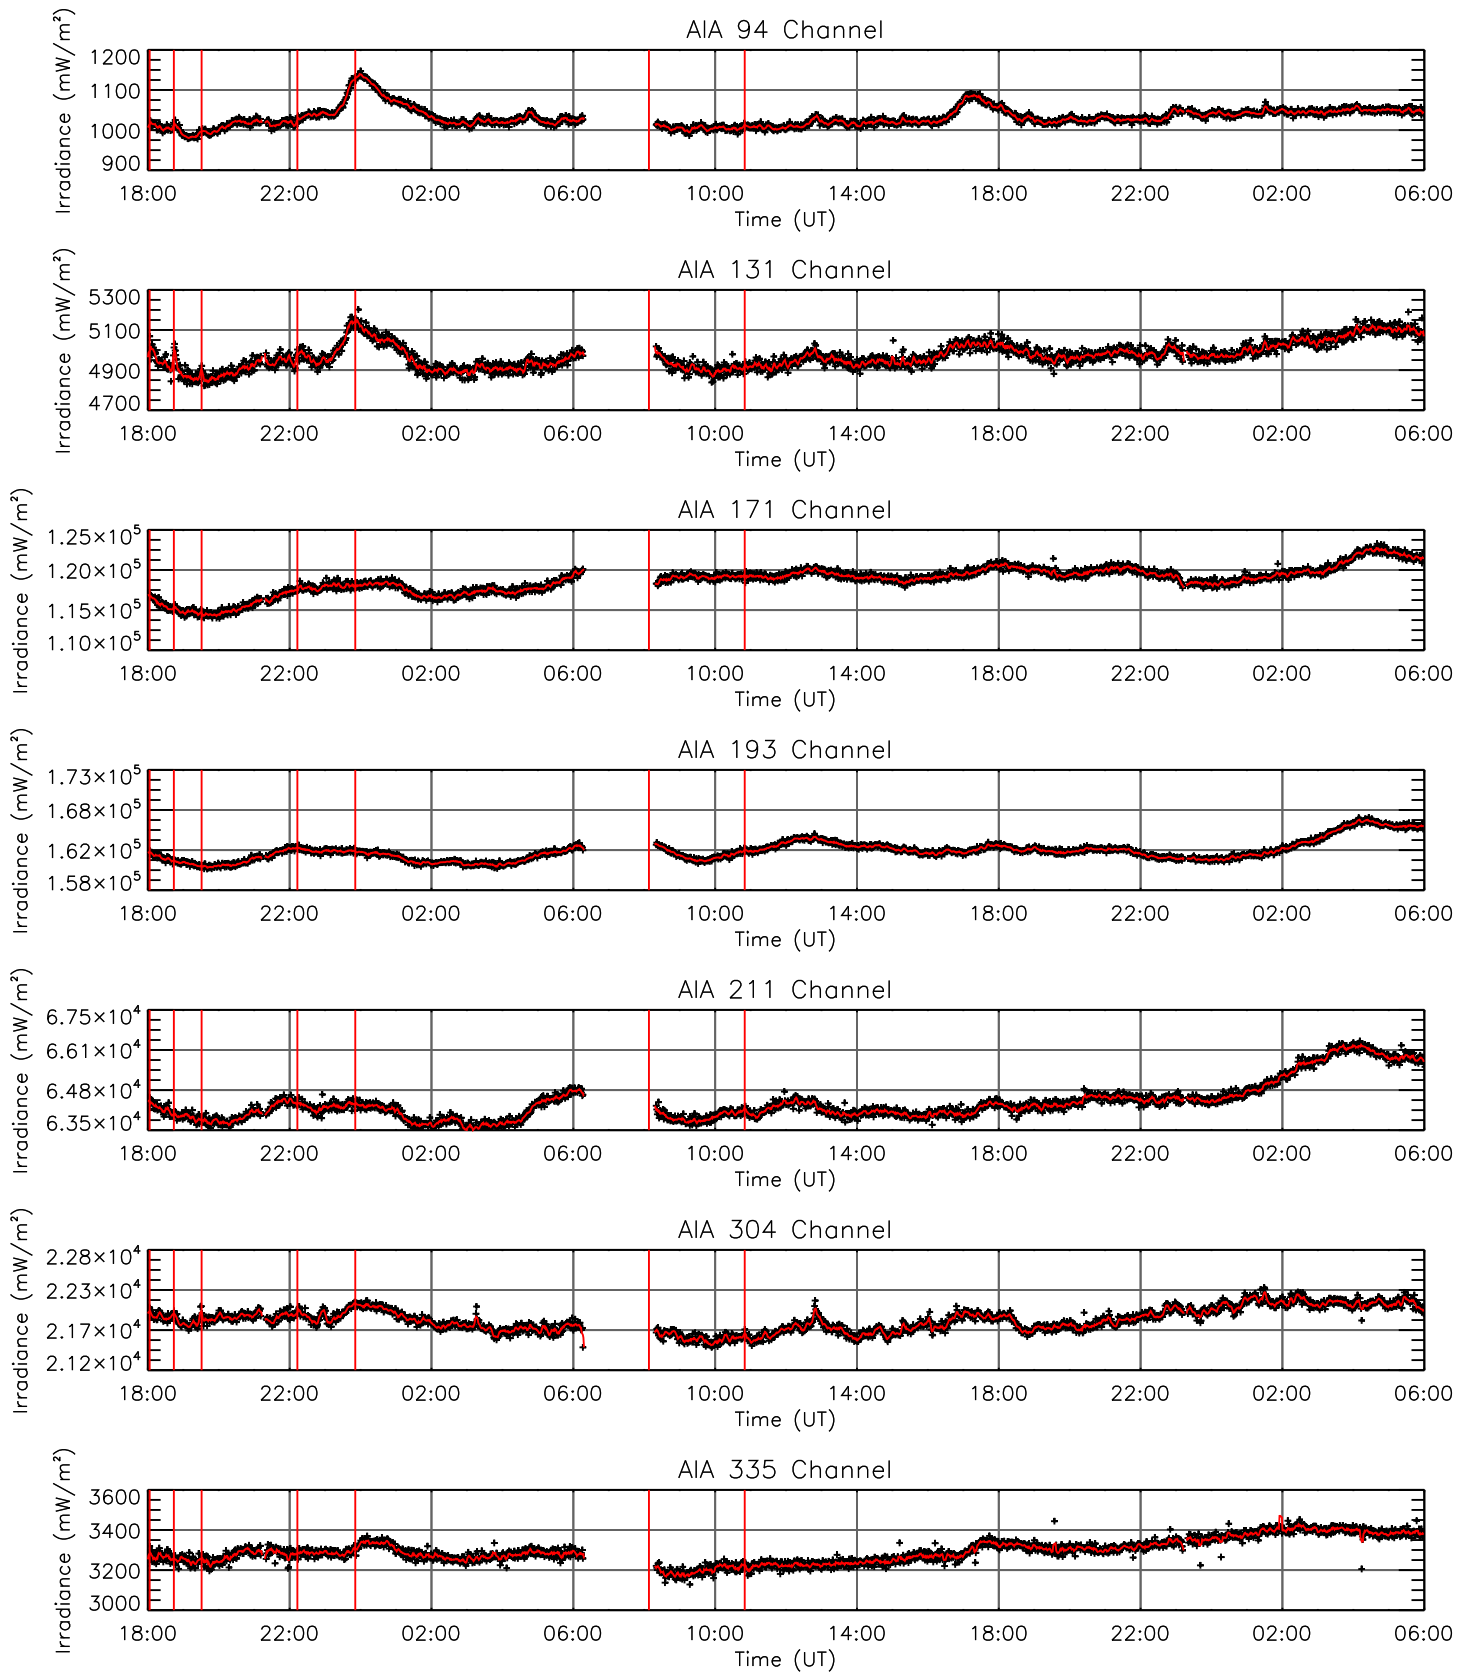 AIA 94 Channel
Irradiance (mW/m²)
1200
1100
1000
900
18:00 22:00 02:00 06:00 10:00 14:00 18:00 22:00 02:00 06:00
Time (UT)
AIA 131 Channel
Irradiance (mW/m²)
5300
5100
4900
4700
18:00 22:00 02:00 06:00 10:00 14:00 18:00 22:00 02:00 06:00
Time (UT)
AIA 171 Channel
Irradiance (mW/m²)
1.25×10⁵
1.20×10⁵
1.15×10⁵
1.10×10⁵
18:00 22:00 02:00 06:00 10:00 14:00 18:00 22:00 02:00 06:00
Time (UT)
AIA 193 Channel
Irradiance (mW/m²)
1.73×10⁵
1.68×10⁵
1.62×10⁵
1.58×10⁵
18:00 22:00 02:00 06:00 10:00 14:00 18:00 22:00 02:00 06:00
Time (UT)
AIA 211 Channel
Irradiance (mW/m²)
6.75×10⁴
6.61×10⁴
6.48×10⁴
6.35×10⁴
18:00 22:00 02:00 06:00 10:00 14:00 18:00 22:00 02:00 06:00
Time (UT)
AIA 304 Channel
Irradiance (mW/m²)
2.28×10⁴
2.23×10⁴
2.17×10⁴
2.12×10⁴
18:00 22:00 02:00 06:00 10:00 14:00 18:00 22:00 02:00 06:00
Time (UT)
AIA 335 Channel
Irradiance (mW/m²)
3600
3400
3200
3000
18:00 22:00 02:00 06:00 10:00 14:00 18:00 22:00 02:00 06:00
Time (UT)